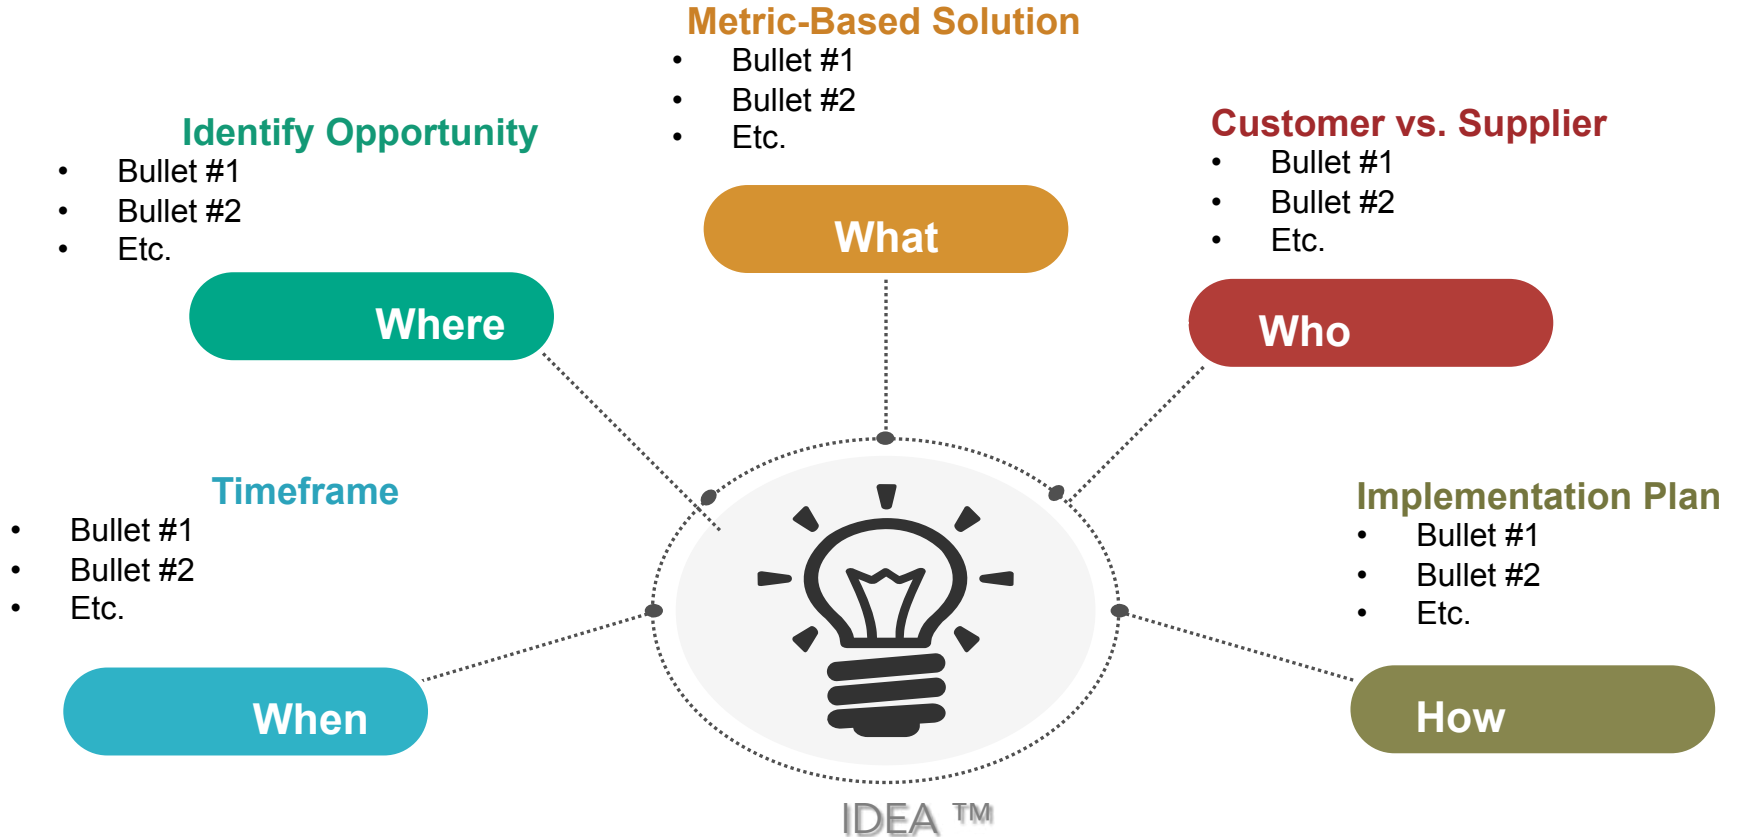 Metric-Based Solution
• Bullet #1
• Bullet #2
• Etc.
What
Identify Opportunity
• Bullet #1
• Bullet #2
• Etc.
Where
Customer vs. Supplier
• Bullet #1
• Bullet #2
• Etc.
Who
Timeframe
• Bullet #1
• Bullet #2
• Etc.
When
Implementation Plan
• Bullet #1
• Bullet #2
• Etc.
How
IDEA ™